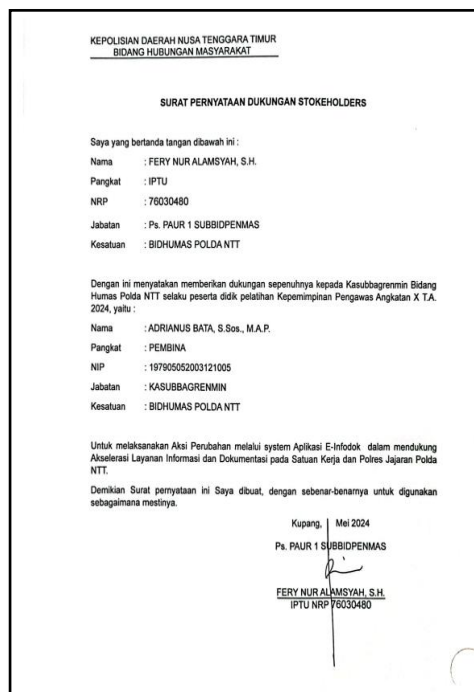 KEPOLISIAN DAERAH NUSA TENGGARA TIMUR
BIDANG HUBUNGAN MASYARAKAT
SURAT PERNYATAAN DUKUNGAN STOKEHOLDERS
Saya yang bertanda tangan dibawah ini :
Nama : FERY NUR ALAMSYAH, S.H.
Pangkat : IPTU
NRP : 76030480
Jabatan : Ps. PAUR 1 SUBBIDPENMAS
Kesatuan : BIDHUMAS POLDA NTT
Dengan ini menyatakan memberikan dukungan sepenuhnya kepada Kasubbagrenmin Bidang
Humas Polda NTT selaku peserta didik pelatihan Kepemimpinan Pengawas Angkatan X T.A.
2024, yaitu :
Nama : ADRIANUS BATA, S.Sos., M.A.P.
Pangkat : PEMBINA
NIP : 197905052003121005
Jabatan : KASUBBAGRENMIN
Kesatuan : BIDHUMAS POLDA NTT
Untuk melaksanakan Aksi Perubahan melalui system Aplikasi E-Infodok dalam mendukung
Akselerasi Layanan Informasi dan Dokumentasi pada Satuan Kerja dan Polres Jajaran Polda
NTT.
Demikian Surat pernyataan ini Saya dibuat, dengan sebenar-benarnya untuk digunakan
sebagaimana mestinya.
Kupang, Mei 2024
Ps. PAUR 1 SUBBIDPENMAS
FERY NUR ALAMSYAH, S.H.
IPTU NRP 76030480